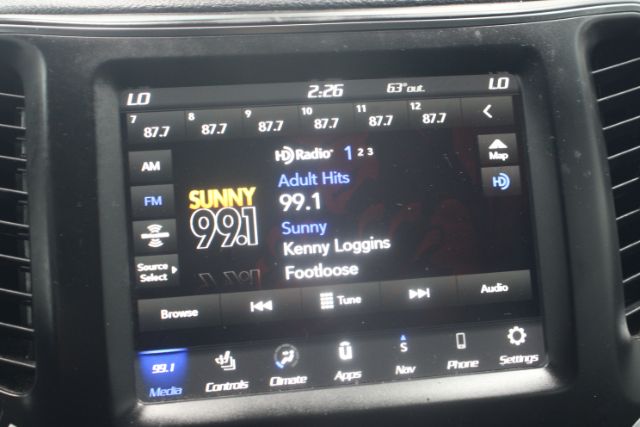 LO 2:26 63°out. LO
7 8 9 10 11 12
87.7 87.7 87.7 87.7 87.7 87.7
AM
HD Radio 1 2 3
Map
Adult Hits
FM
SUNNY
99.1
99.1
HD
Sunny
Kenny Loggins
Source
Select
Footloose
Browse Tune Audio
99.1 S
Media Controls Climate Apps Nav Phone Settings